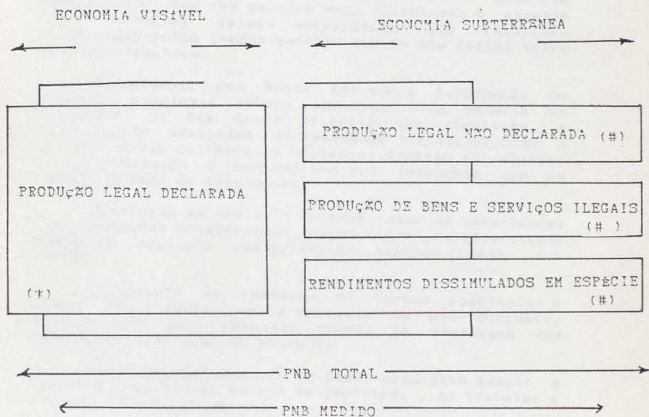 ECONOMIA VISÍVEL
ECONOMIA SUBTERRÂNEA
PRODUÇÃO LEGAL DECLARADA
(*)
PRODUÇÃO LEGAL NÃO DECLARADA (#)
PRODUÇÃO DE BENS E SERVIÇOS ILEGAIS
(# )
RENDIMENTOS DISSIMULADOS EM ESPÉCIE
(#)
PNB TOTAL
PNB MEDIDO